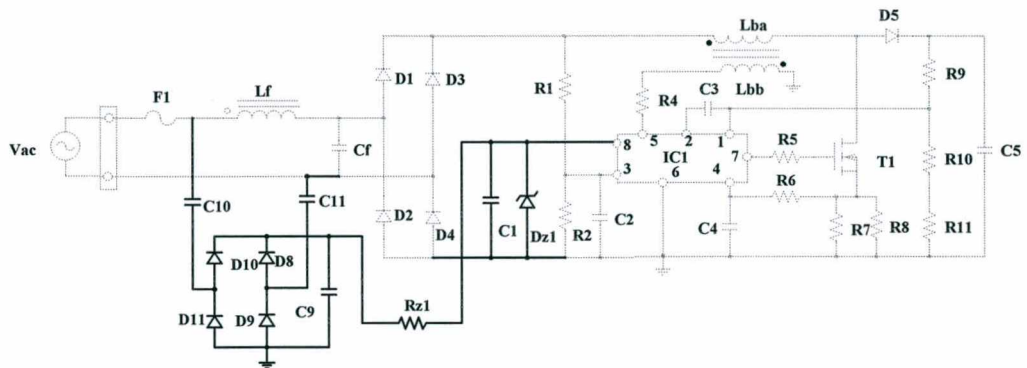 Lba
D5
Lbb
D1
D3
R1
R4
C3
R9
F1
Lf
Vac
Cf
8
5
2
1
IC1
7
R5
T1
C5
3
6
4
R6
R10
C10
C11
D2
D4
C1
Dz1
R2
C2
C4
R7
R8
R11
D10
D8
D11
D9
C9
Rz1